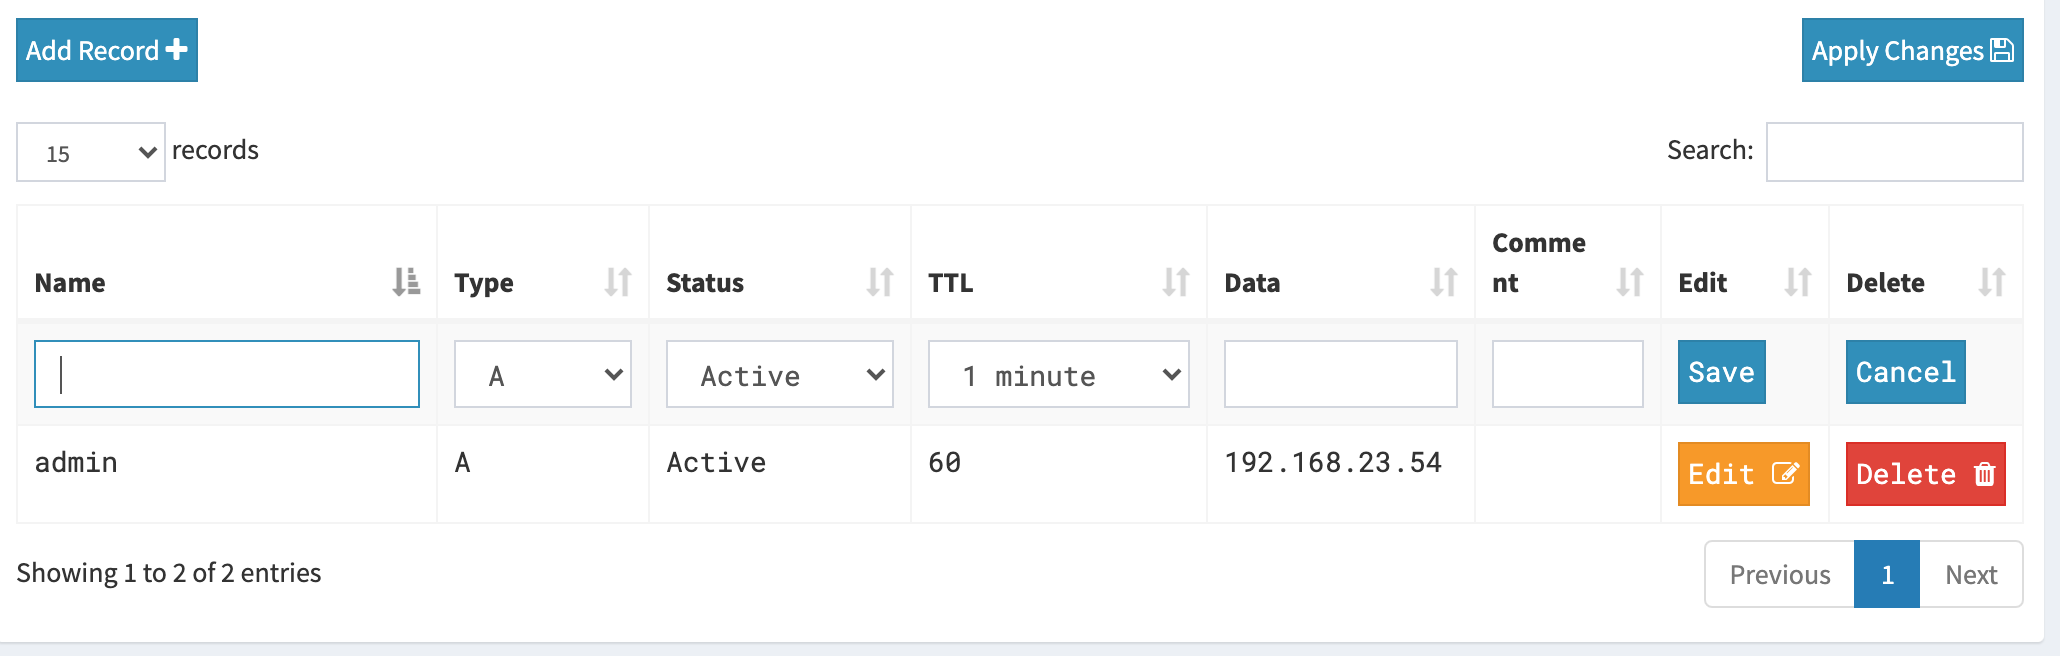 Add Record
Apply Changes
15 records
Search:
Name Type Status TTL Data Comme
nt Edit Delete
A Active 1 minute Save Cancel
admin A Active 60 192.168.23.54 Edit Delete
Showing 1 to 2 of 2 entries
Previous 1 Next